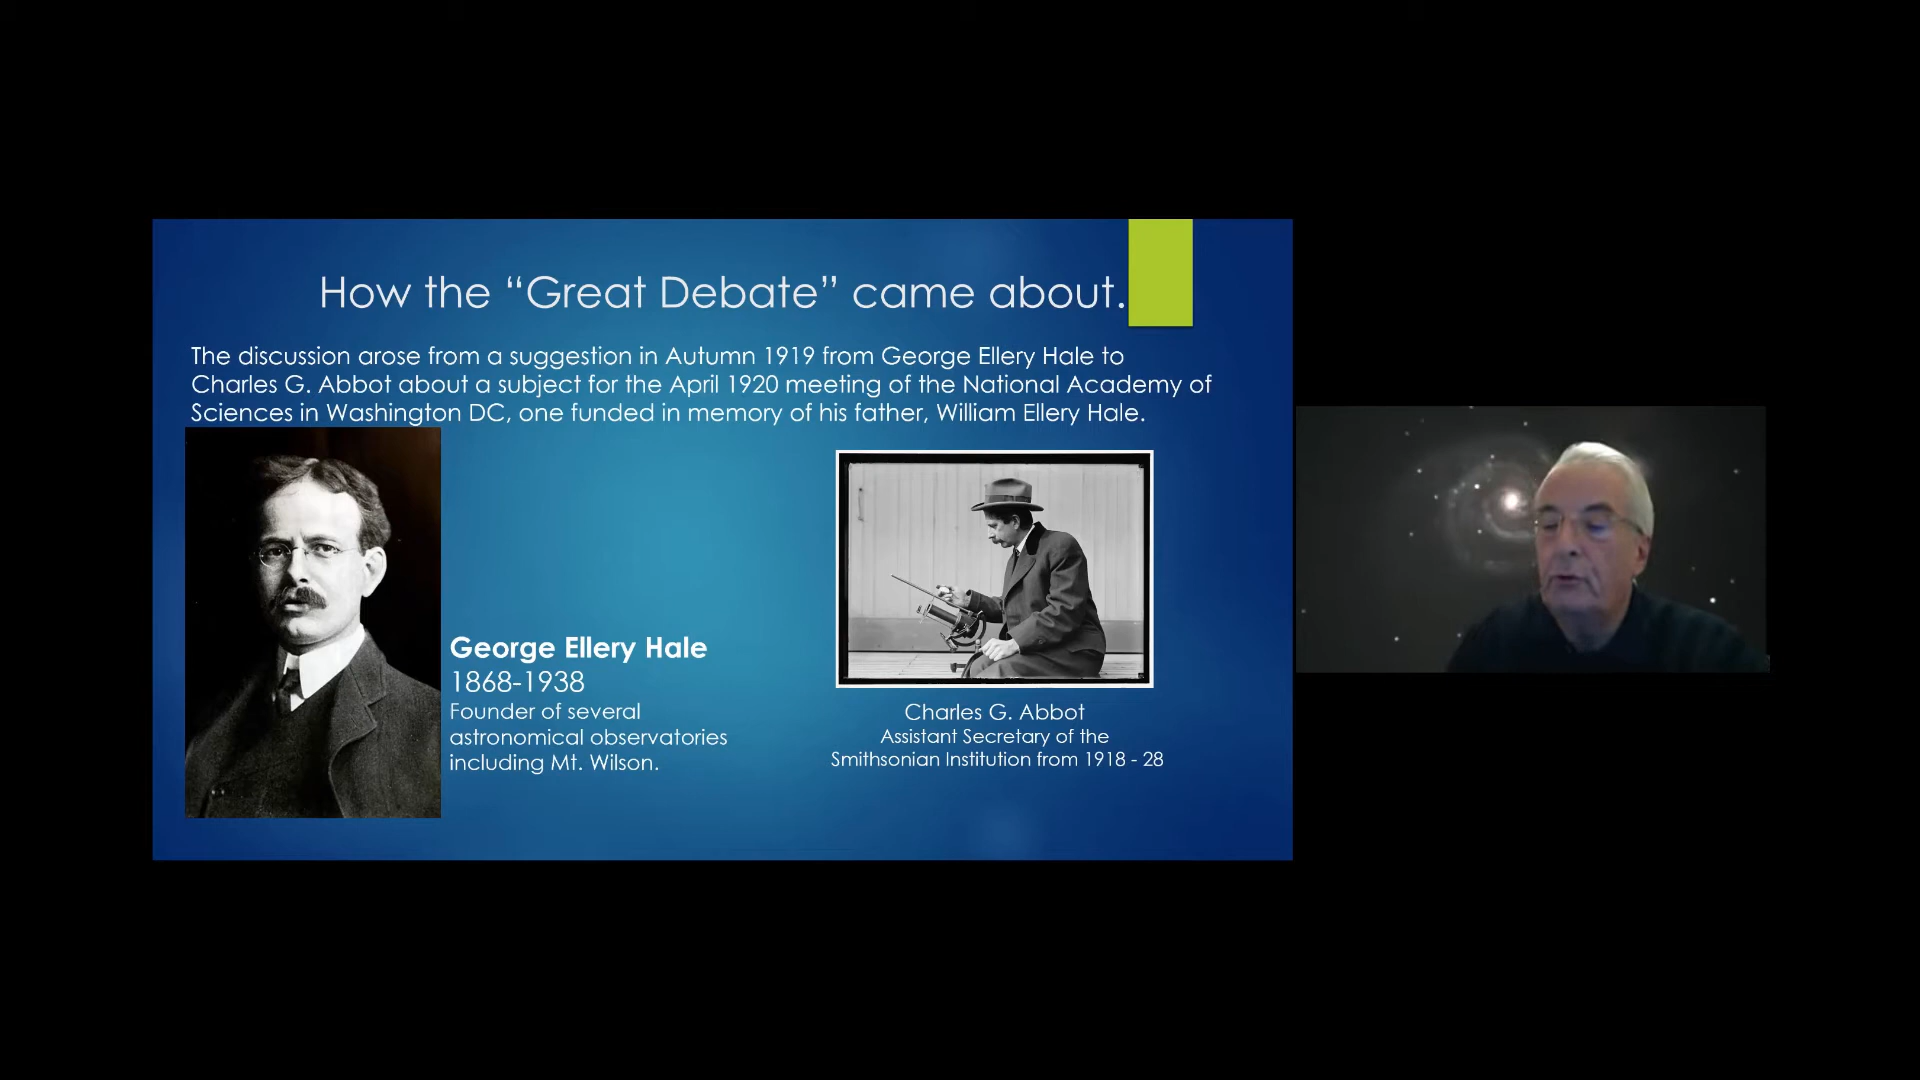 How the “Great Debate” came about.
The discussion arose from a suggestion in Autumn 1919 from George Ellery Hale to
Charles G. Abbot about a subject for the April 1920 meeting of the National Academy of
Sciences in Washington DC, one funded in memory of his father, William Ellery Hale.
George Ellery Hale
1868-1938
Founder of several
astronomical observatories
including Mt. Wilson.
Charles G. Abbot
Assistant Secretary of the
Smithsonian Institution from 1918 - 28